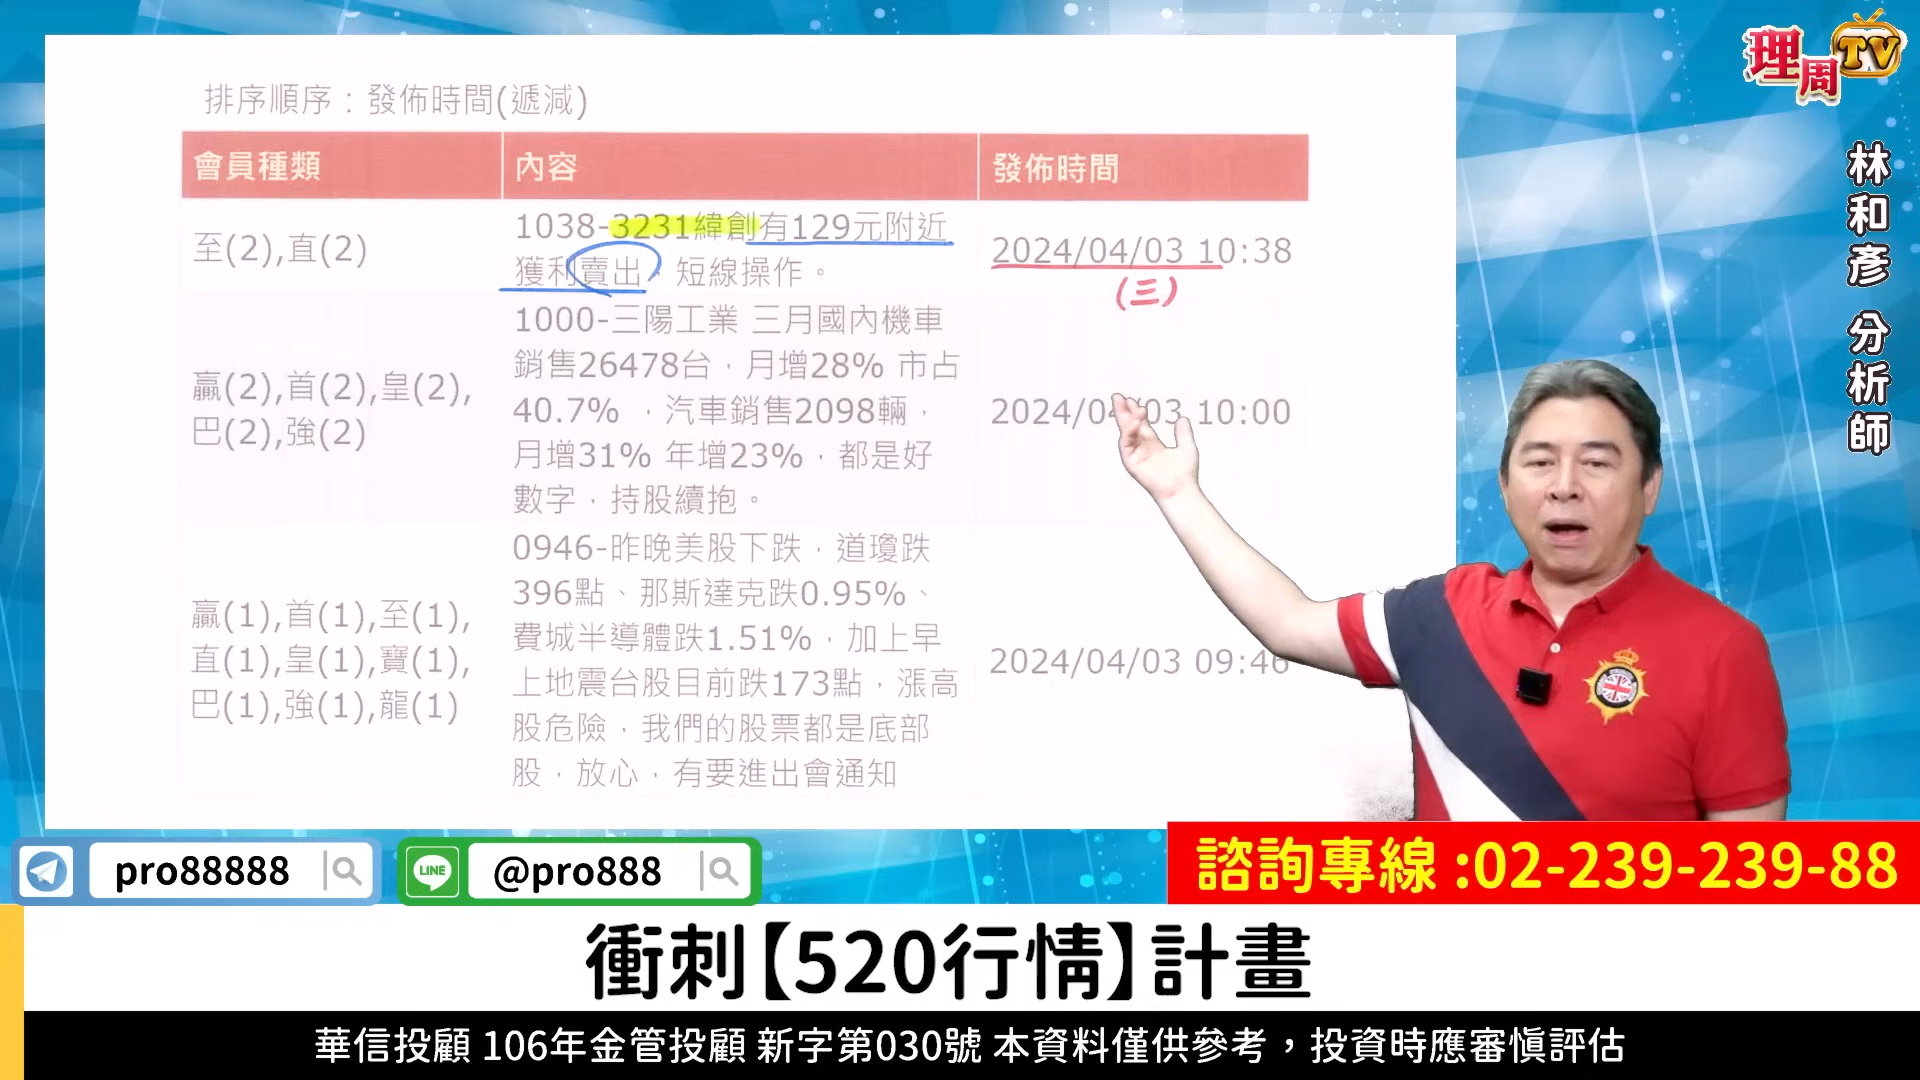 理周TV
林和彥 分析師
排序順序：發佈時間(遞減)
會員種類
內容
發佈時間
至(2),直(2)
1038-3231緯創有129元附近
獲利賣出，短線操作。
2024/04/03 10:38
(三)
贏(2),首(2),皇(2),
巴(2),強(2)
1000-三陽工業 三月國內機車
銷售26478台，月增28% 市占
40.7% ，汽車銷售2098輛，
月增31% 年增23%，都是好
數字，持股續抱。
2024/04/03 10:00
贏(1),首(1),至(1),
直(1),皇(1),寶(1),
巴(1),強(1),龍(1)
0946-昨晚美股下跌，道瓊跌
396點、那斯達克跌0.95%、
費城半導體跌1.51%，加上早
上地震台股目前跌173點，漲高
股危險，我們的股票都是底部
股，放心，有要進出會通知
2024/04/03 09:46
pro88888
LINE
@pro888
諮詢專線:02-239-239-88
衝刺【520行情】計畫
華信投顧 106年金管投顧 新字第030號 本資料僅供參考，投資時應審慎評估